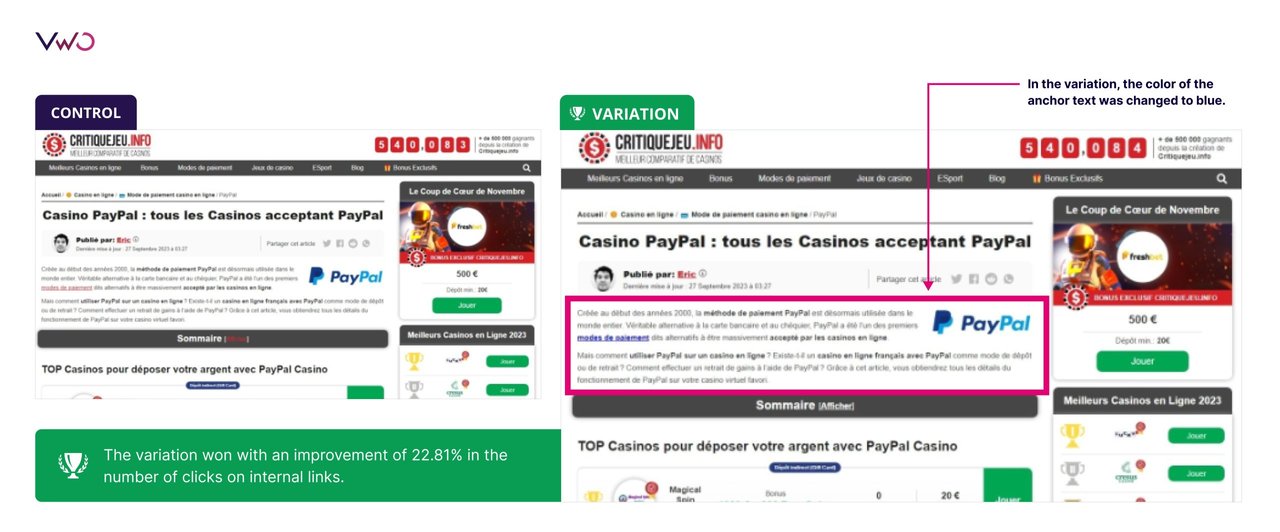 VWO
In the variation, the color of the
anchor text was changed to blue.
CONTROL
CRITIQUEJEU.INFO
MEILLEUR COMPARATIF DE CASINOS
540,083
+ de 500 000 gagnants
depuis la création de
Critiquejeu.info
Meilleurs Casinos en ligne Bonus Modes de paiement Jeux de casino ESport Blog Bonus Exclusifs
Accueil / Casino en ligne / Mode de paiement casino en ligne / PayPal
Casino PayPal : tous les Casinos acceptant PayPal
Publié par: Eric
Dernière mise à jour : 27 Septembre 2023 à 03:27
Partager cet article
Créée au début des années 2000, la méthode de paiement PayPal est désormais utilisée dans le
monde entier. Véritable alternative à la carte bancaire et au chéquier, PayPal a été l'un des premiers
modes de paiement dits alternatifs à être massivement accepté par les casinos en ligne.
PayPal
Mais comment utiliser PayPal sur un casino en ligne ? Existe-t-il un casino en ligne français avec PayPal comme mode de dépôt
ou de retrait ? Comment effectuer un retrait de gains à l'aide de PayPal ? Grâce à cet article, vous obtiendrez tous les détails du
fonctionnement de PayPal sur votre casino virtuel favori.
Sommaire [Afficher]
TOP Casinos pour déposer votre argent avec PayPal Casino
Dépôt indirect (Gift Card)
Le Coup de Cœur de Novembre
freshbet
BONUS EXCLUSIF CRITIQUEJEU.INFO
500 €
Dépôt min.: 20€
Jouer
Meilleurs Casinos en Ligne 2023
Jouer
cresus
Jouer
VARIATION
CRITIQUEJEU.INFO
MEILLEUR COMPARATIF DE CASINOS
540,084
+ de 500 000 gagnants
depuis la création de
Critiquejeu.info
Meilleurs Casinos en ligne Bonus Modes de paiement Jeux de casino ESport Blog Bonus Exclusifs
Accueil / Casino en ligne / Mode de paiement casino en ligne / PayPal
Casino PayPal : tous les Casinos acceptant PayPal
Publié par: Eric
Dernière mise à jour : 27 Septembre 2023 à 03:27
Partager cet article
Créée au début des années 2000, la méthode de paiement PayPal est désormais utilisée dans le
monde entier. Véritable alternative à la carte bancaire et au chéquier, PayPal a été l'un des premiers
modes de paiement dits alternatifs à être massivement accepté par les casinos en ligne.
PayPal
Mais comment utiliser PayPal sur un casino en ligne ? Existe-t-il un casino en ligne français avec PayPal comme mode de dépôt
ou de retrait ? Comment effectuer un retrait de gains à l'aide de PayPal ? Grâce à cet article, vous obtiendrez tous les détails du
fonctionnement de PayPal sur votre casino virtuel favori.
Sommaire [Afficher]
TOP Casinos pour déposer votre argent avec PayPal Casino
Dépôt indirect (Gift Card)
Magical
Spin
Bonus
0
20 €
Jouer
Le Coup de Cœur de Novembre
freshbet
BONUS EXCLUSIF CRITIQUEJEU.INFO
500 €
Dépôt min.: 20€
Jouer
Meilleurs Casinos en Ligne 2023
Jouer
cresus
Jouer
The variation won with an improvement of 22.81% in the
number of clicks on internal links.